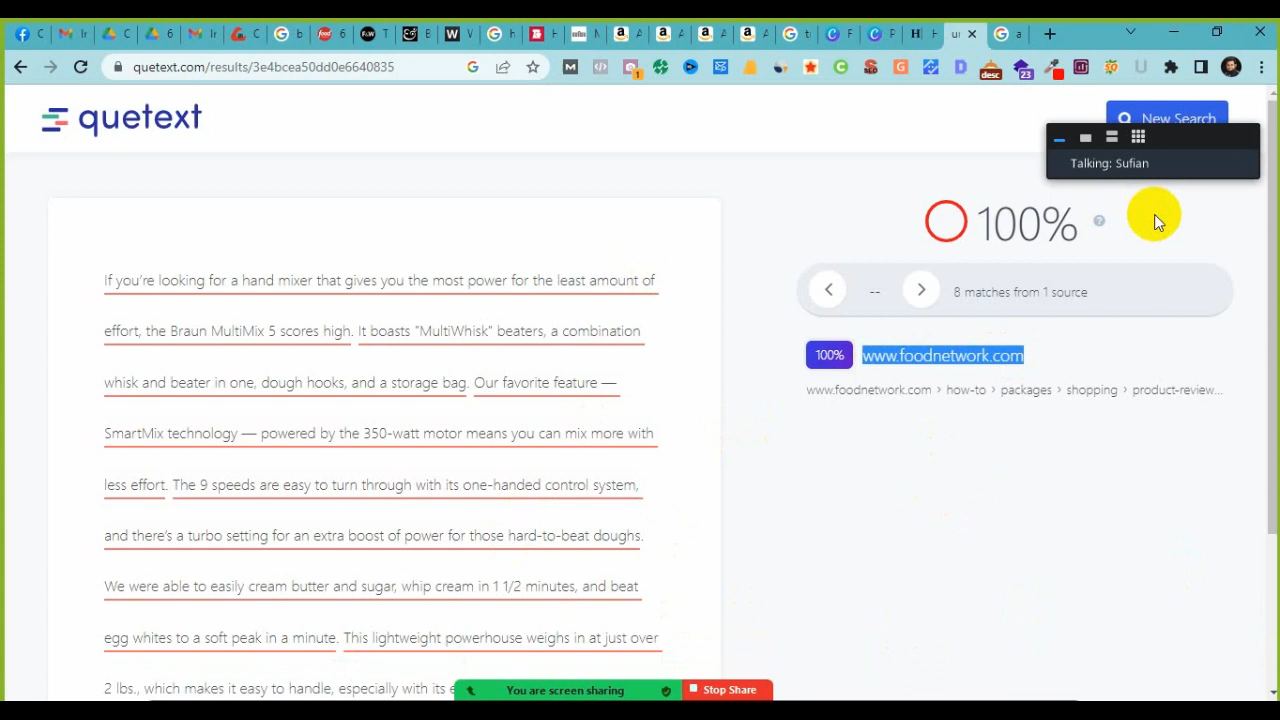 quetext.com/results/3e4bcea50dd0e6640835
desc
23
quetext
New Search
Talking: Sufian
100%
If you're looking for a hand mixer that gives you the most power for the least amount of
effort, the Braun MultiMix 5 scores high. It boasts "MultiWhisk" beaters, a combination
whisk and beater in one, dough hooks, and a storage bag. Our favorite feature —
SmartMix technology — powered by the 350-watt motor means you can mix more with
less effort. The 9 speeds are easy to turn through with its one-handed control system,
and there's a turbo setting for an extra boost of power for those hard-to-beat doughs.
We were able to easily cream butter and sugar, whip cream in 1 1/2 minutes, and beat
egg whites to a soft peak in a minute. This lightweight powerhouse weighs in at just over
2 lbs., which makes it easy to handle, especially with its
--
8 matches from 1 source
100% www.foodnetwork.com
www.foodnetwork.com › how-to › packages › shopping › product-review...
You are screen sharing
Stop Share